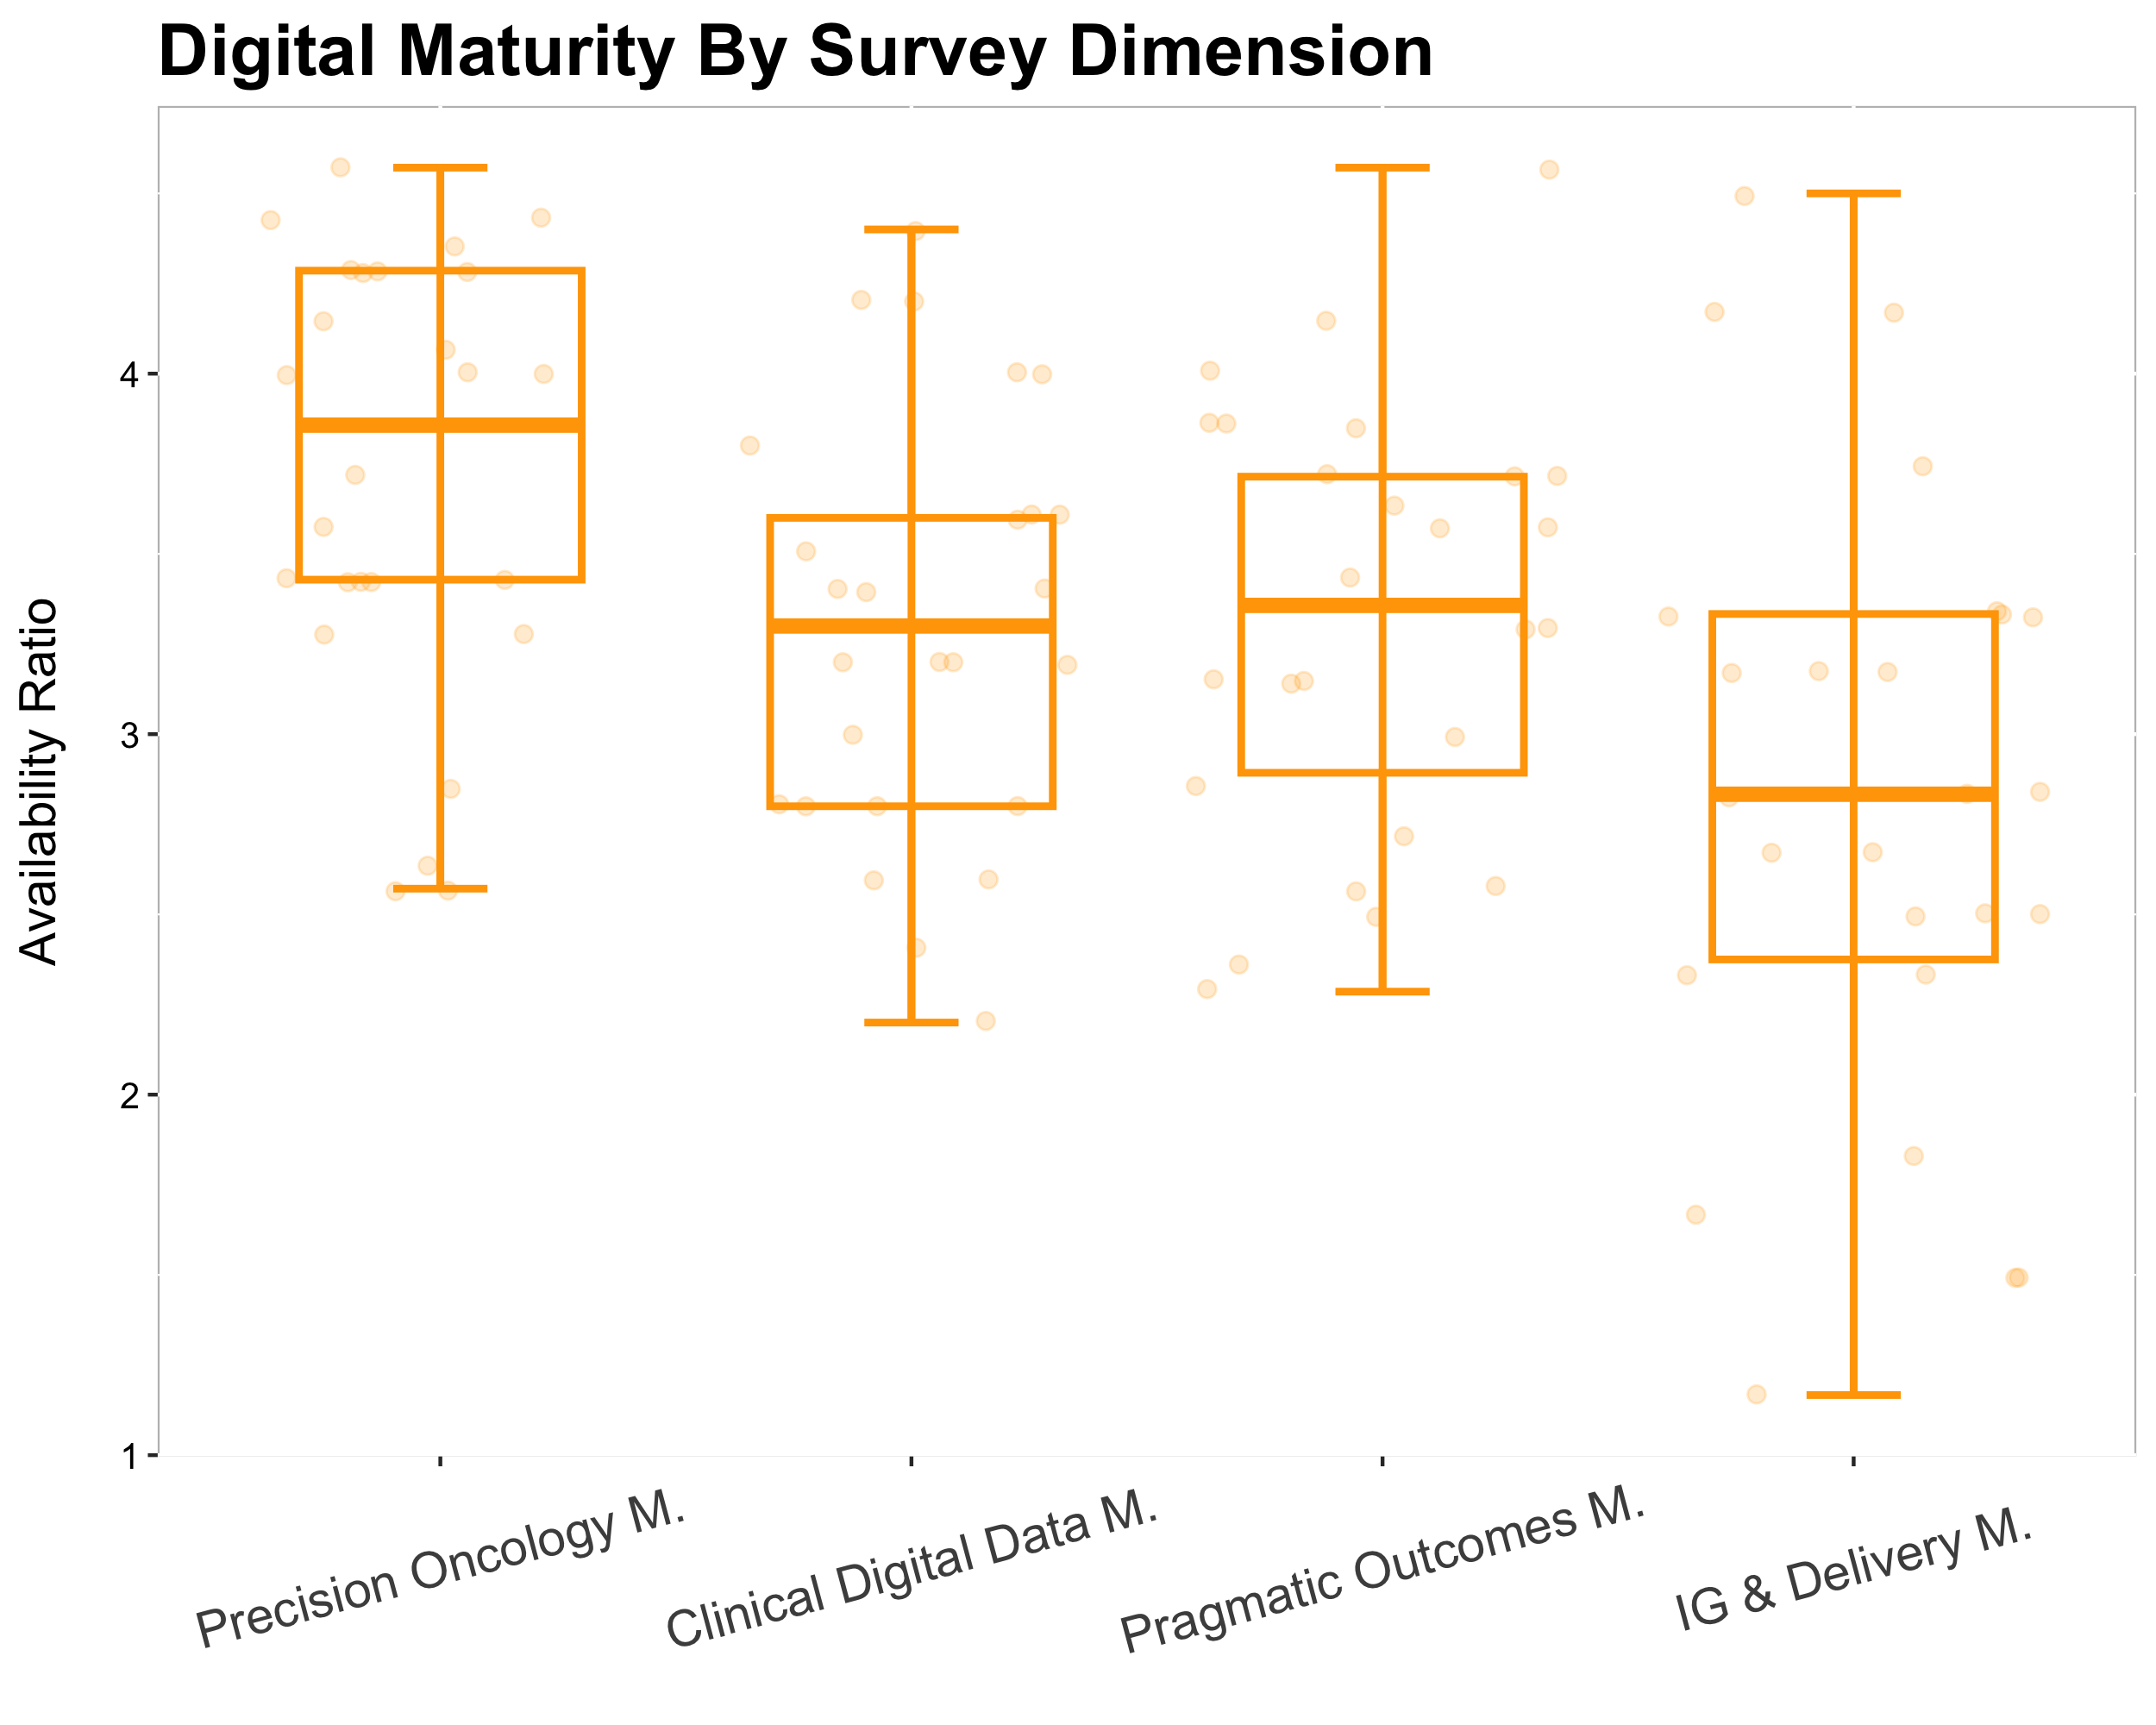 Digital Maturity By Survey Dimension
Availability Ratio
4
3
2
1
Precision Oncology M.
Clinical Digital Data M.
Pragmatic Outcomes M.
IG & Delivery M.